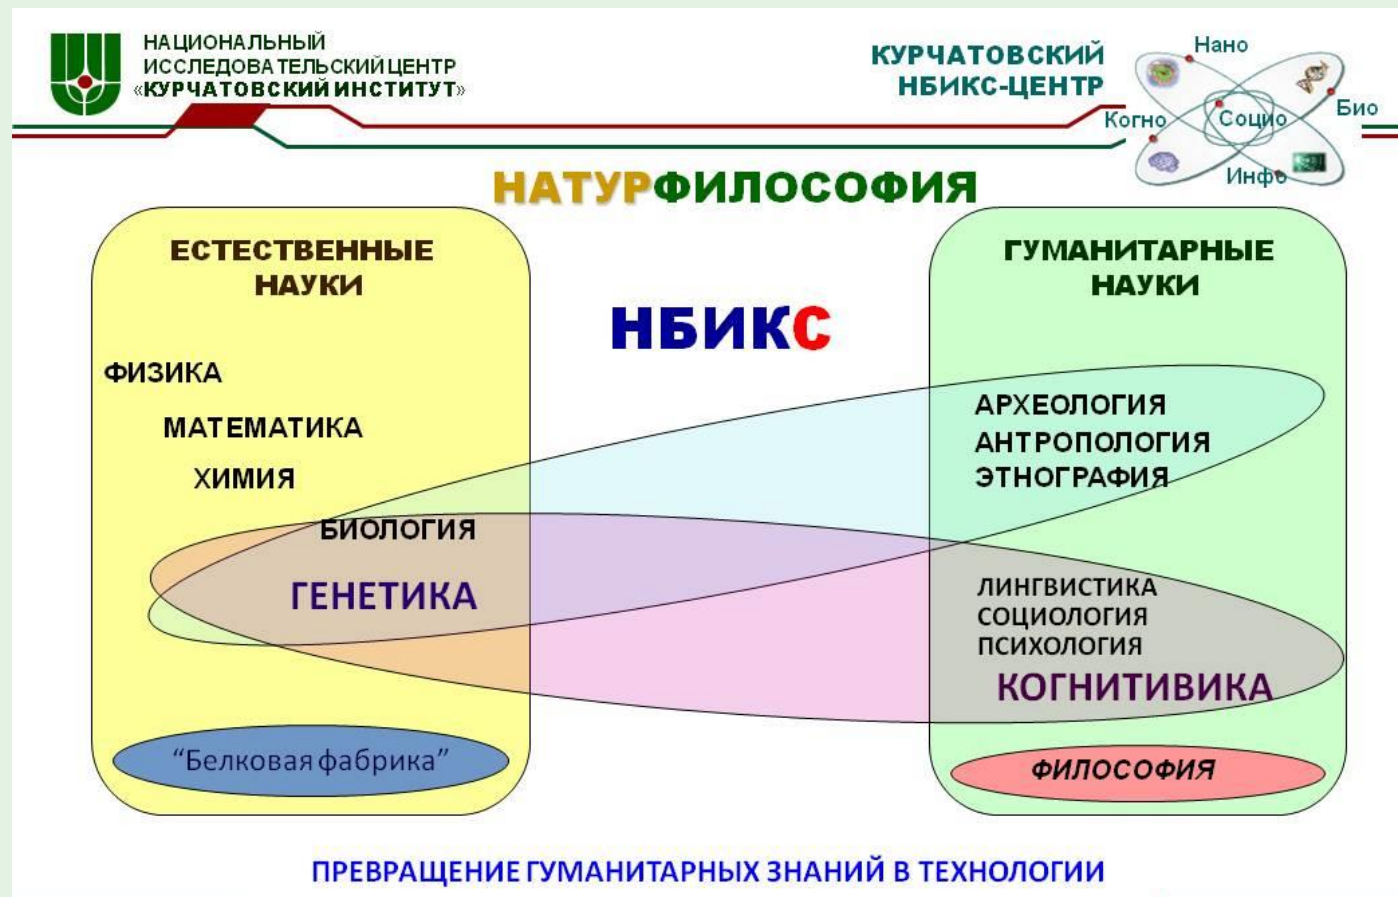 НАЦИОНАЛЬНЫЙ
ИССЛЕДОВАТЕЛЬСКИЙ ЦЕНТР
«КУРЧАТОВСКИЙ ИНСТИТУТ»
КУРЧАТОВСКИЙ
НБИКС-ЦЕНТР
Нано
Био
Когно
Социо
Инфо
НАТУРФИЛОСОФИЯ
ЕСТЕСТВЕННЫЕ
НАУКИ
ГУМАНИТАРНЫЕ
НАУКИ
НБИКС
ФИЗИКА
МАТЕМАТИКА
ХИМИЯ
БИОЛОГИЯ
ГЕНЕТИКА
АРХЕОЛОГИЯ
АНТРОПОЛОГИЯ
ЭТНОГРАФИЯ
ЛИНГВИСТИКА
СОЦИОЛОГИЯ
ПСИХОЛОГИЯ
КОГНИТИВИКА
“Белковая фабрика”
ФИЛОСОФИЯ
ПРЕВРАЩЕНИЕ ГУМАНИТАРНЫХ ЗНАНИЙ В ТЕХНОЛОГИИ